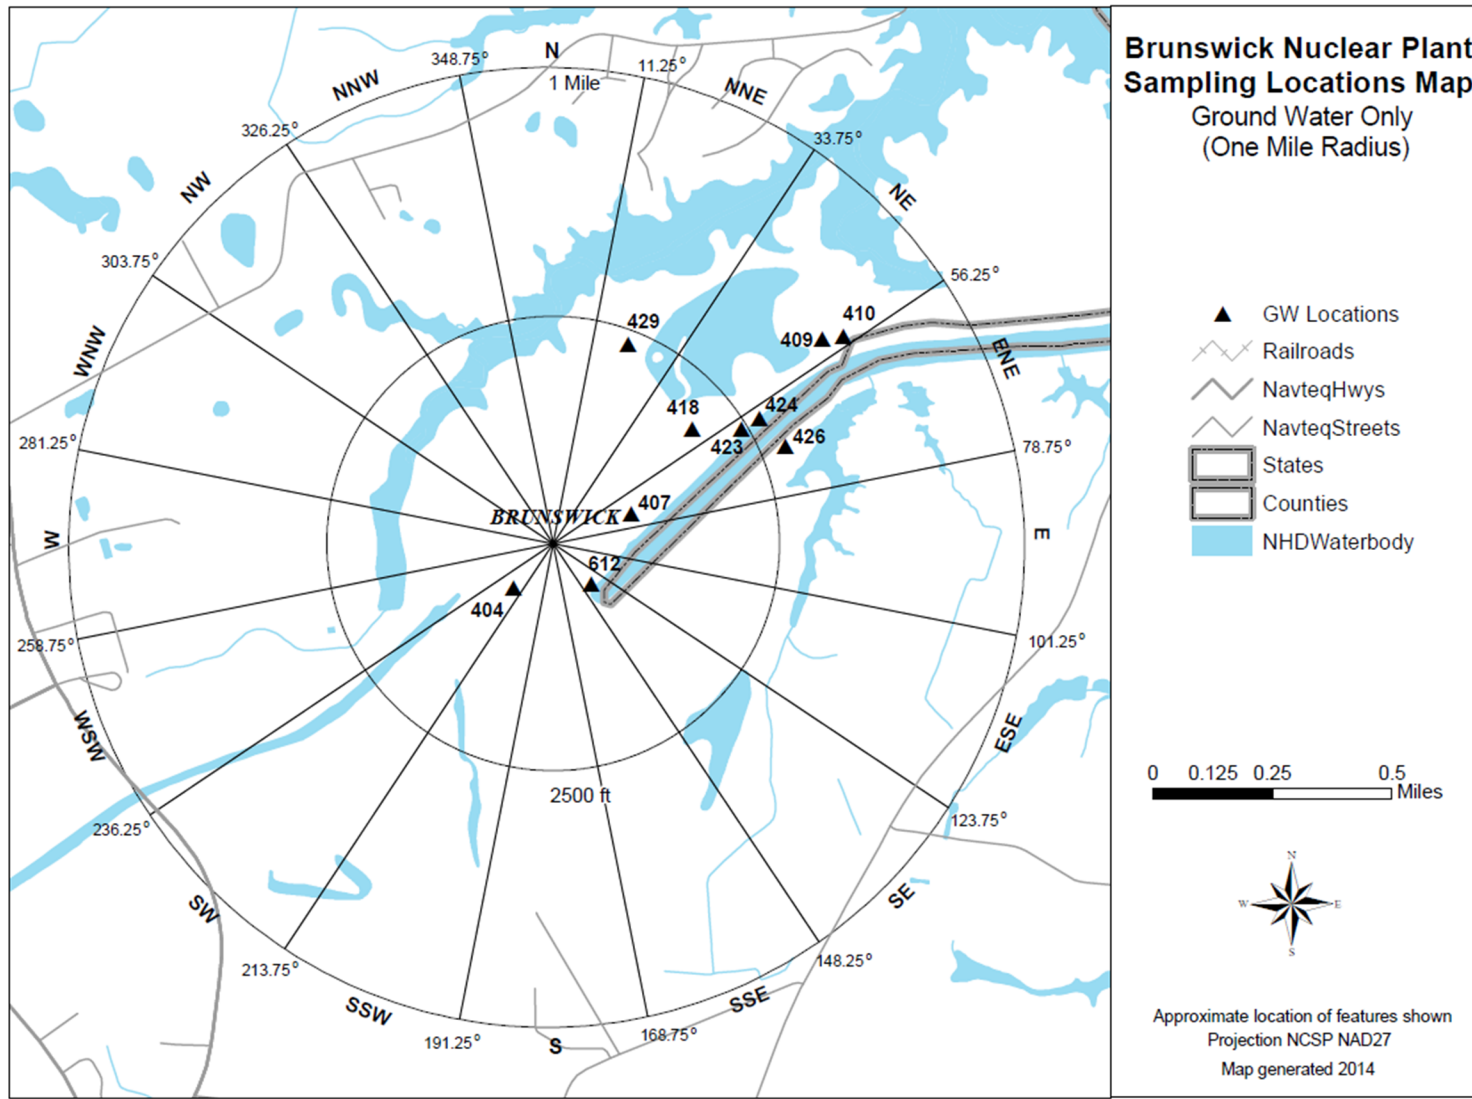 Brunswick Nuclear Plant
Sampling Locations Map
Ground Water Only
(One Mile Radius)
N
348.75°
11.25°
1 Mile
NNW
NNE
326.25°
33.75°
NW
NE
303.75°
56.25°
WNW
ENE
281.25°
78.75°
W
E
258.75°
101.25°
WSW
ESE
236.25°
123.75°
SW
SE
213.75°
148.25°
SSW
SSE
191.25°
168.75°
S
2500 ft
429
410
409
418
424
423
426
407
BRUNSWICK
612
404
GW Locations
Railroads
NavteqHwys
NavteqStreets
States
Counties
NHDWaterbody
0 0.125 0.25 0.5
Miles
N
W E
S
Approximate location of features shown
Projection NCSP NAD27
Map generated 2014